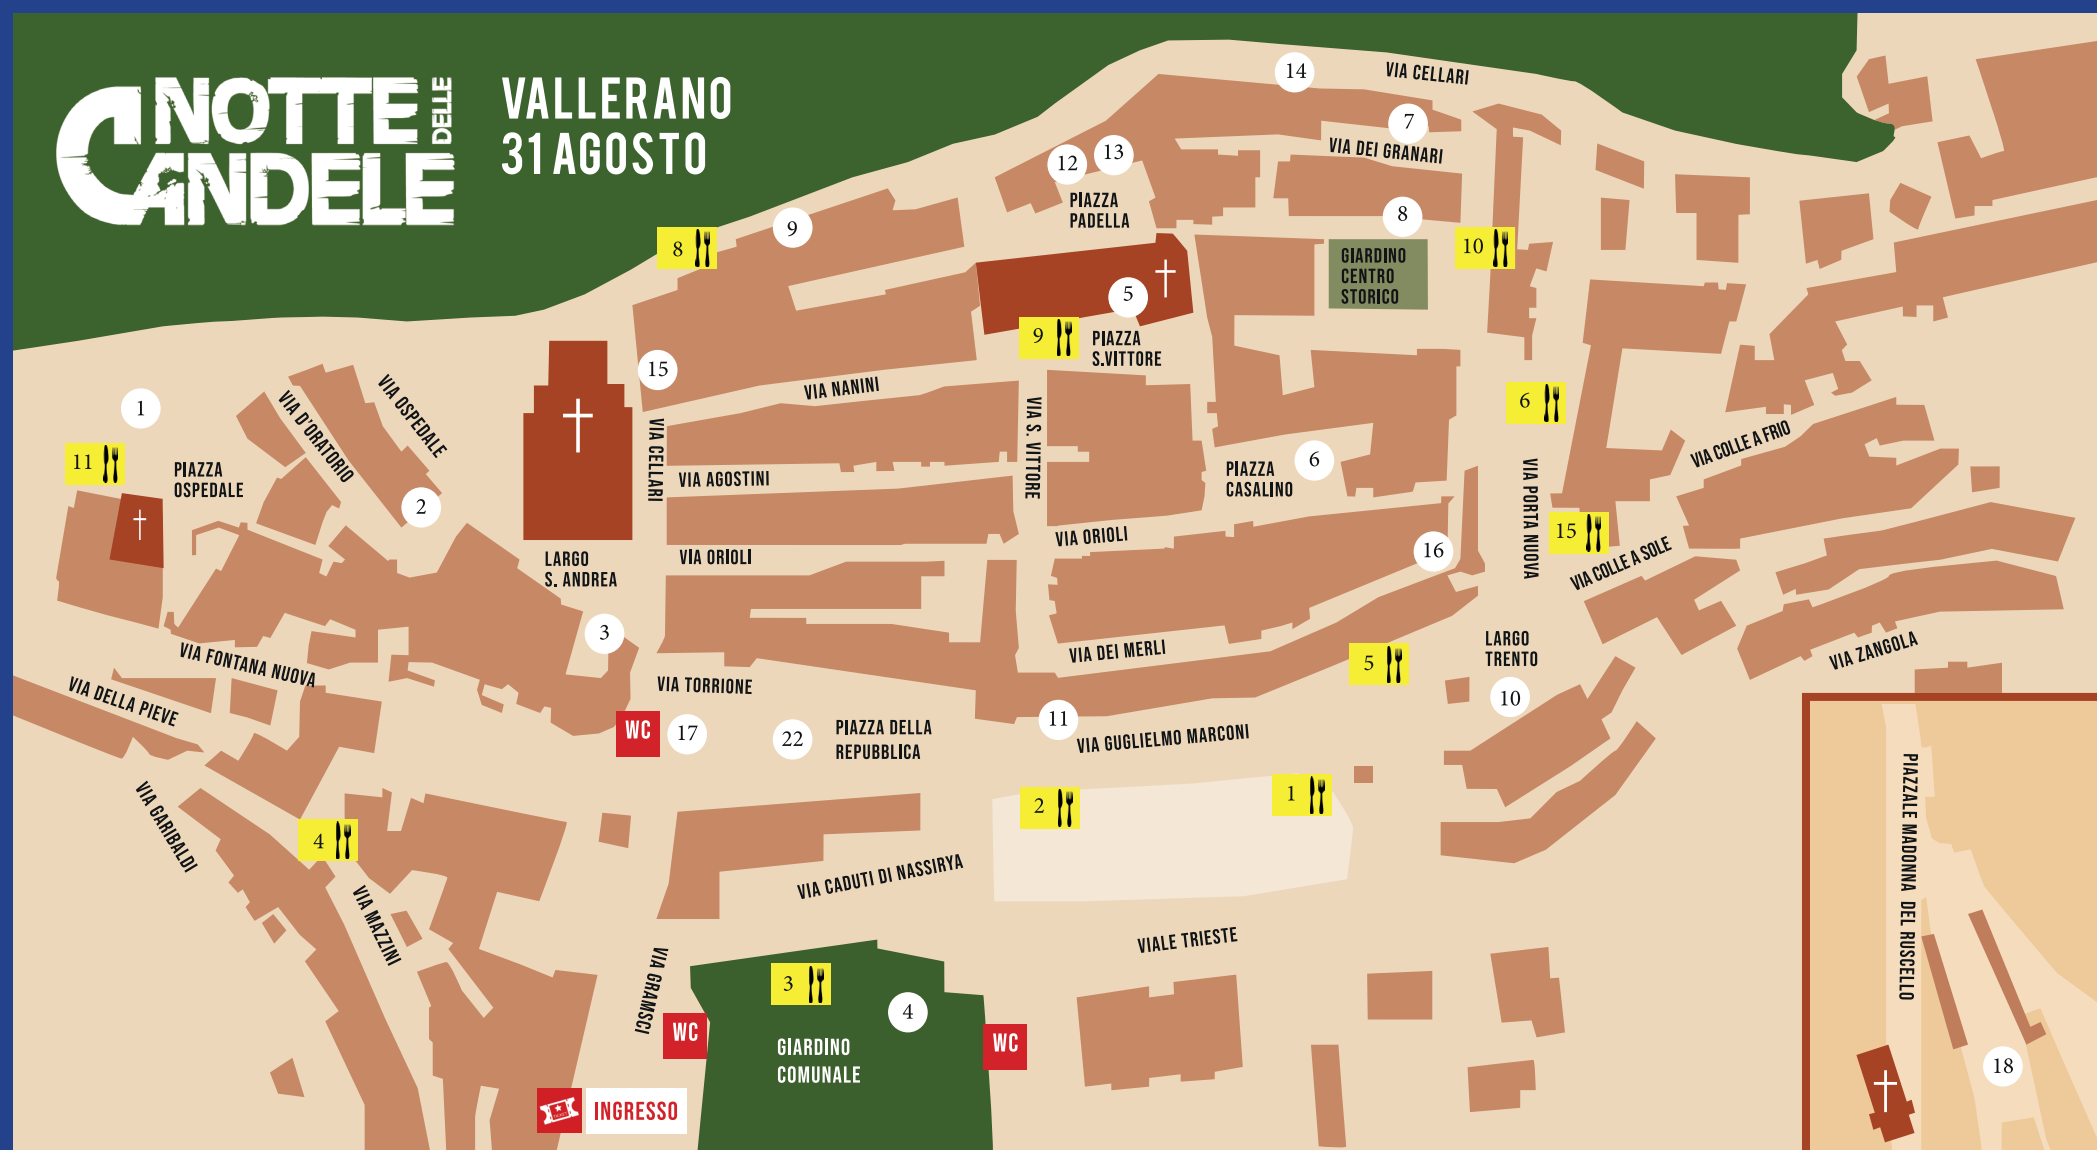 NOTTE
DELLE
CANDELE
VALLERANO
31 AGOSTO
14
VIA CELLARI
7
VIA DEI GRANARI
12
13
PIAZZA
PADELLA
8
9
8
10
GIARDINO
CENTRO
STORICO
5
9
PIAZZA
S.VITTORE
15
VIA NANINI
VIA OSPEDALE
VIA D'ORATORIO
1
11
PIAZZA
OSPEDALE
2
VIA CELLARI
VIA AGOSTINI
VIA S. VITTORE
6
PIAZZA
CASALINO
6
VIA COLLE A FRIO
VIA PORTA NUOVA
15
VIA COLLE A SOLE
16
VIA ORIOLI
VIA ORIOLI
LARGO
S. ANDREA
3
VIA DEI MERLI
5
LARGO
TRENTO
10
VIA ZANGOLA
VIA FONTANA NUOVA
VIA DELLA PIEVE
VIA TORRIONE
WC
17
22
PIAZZA DELLA
REPUBBLICA
11
VIA GUGLIELMO MARCONI
2
1
VIA GARIBALDI
4
VIA MAZZINI
VIA CADUTI DI NASSIRYA
VIALE TRIESTE
VIA GRAMSCI
3
4
WC
WC
GIARDINO
COMUNALE
INGRESSO
PIAZZALE MADONNA DEL RUSCELLO
18